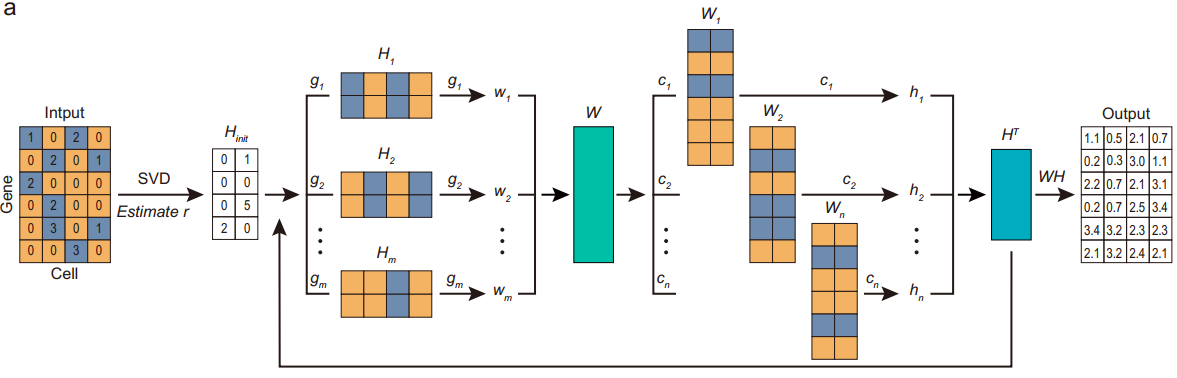 a
Intput
1 0 2 0
0 2 0 1
2 0 0 0
0 2 0 0
0 3 0 1
0 0 3 0
Gene
Cell
SVD
Estimate r
H_init
0 1
0 0
0 5
2 0
g_1 H_1 g_1 w_1
g_2 H_2 g_2 w_2
g_m H_m g_m w_m
W
c_1 W_1 c_1 h_1
c_2 W_2 c_2 h_2
c_n W_n c_n h_n
H^T
WH
Output
1.1 0.5 2.1 0.7
0.2 0.3 3.0 1.1
2.2 0.7 2.1 3.1
0.2 0.7 2.5 3.4
3.4 3.2 2.3 2.3
2.1 3.2 2.4 2.1